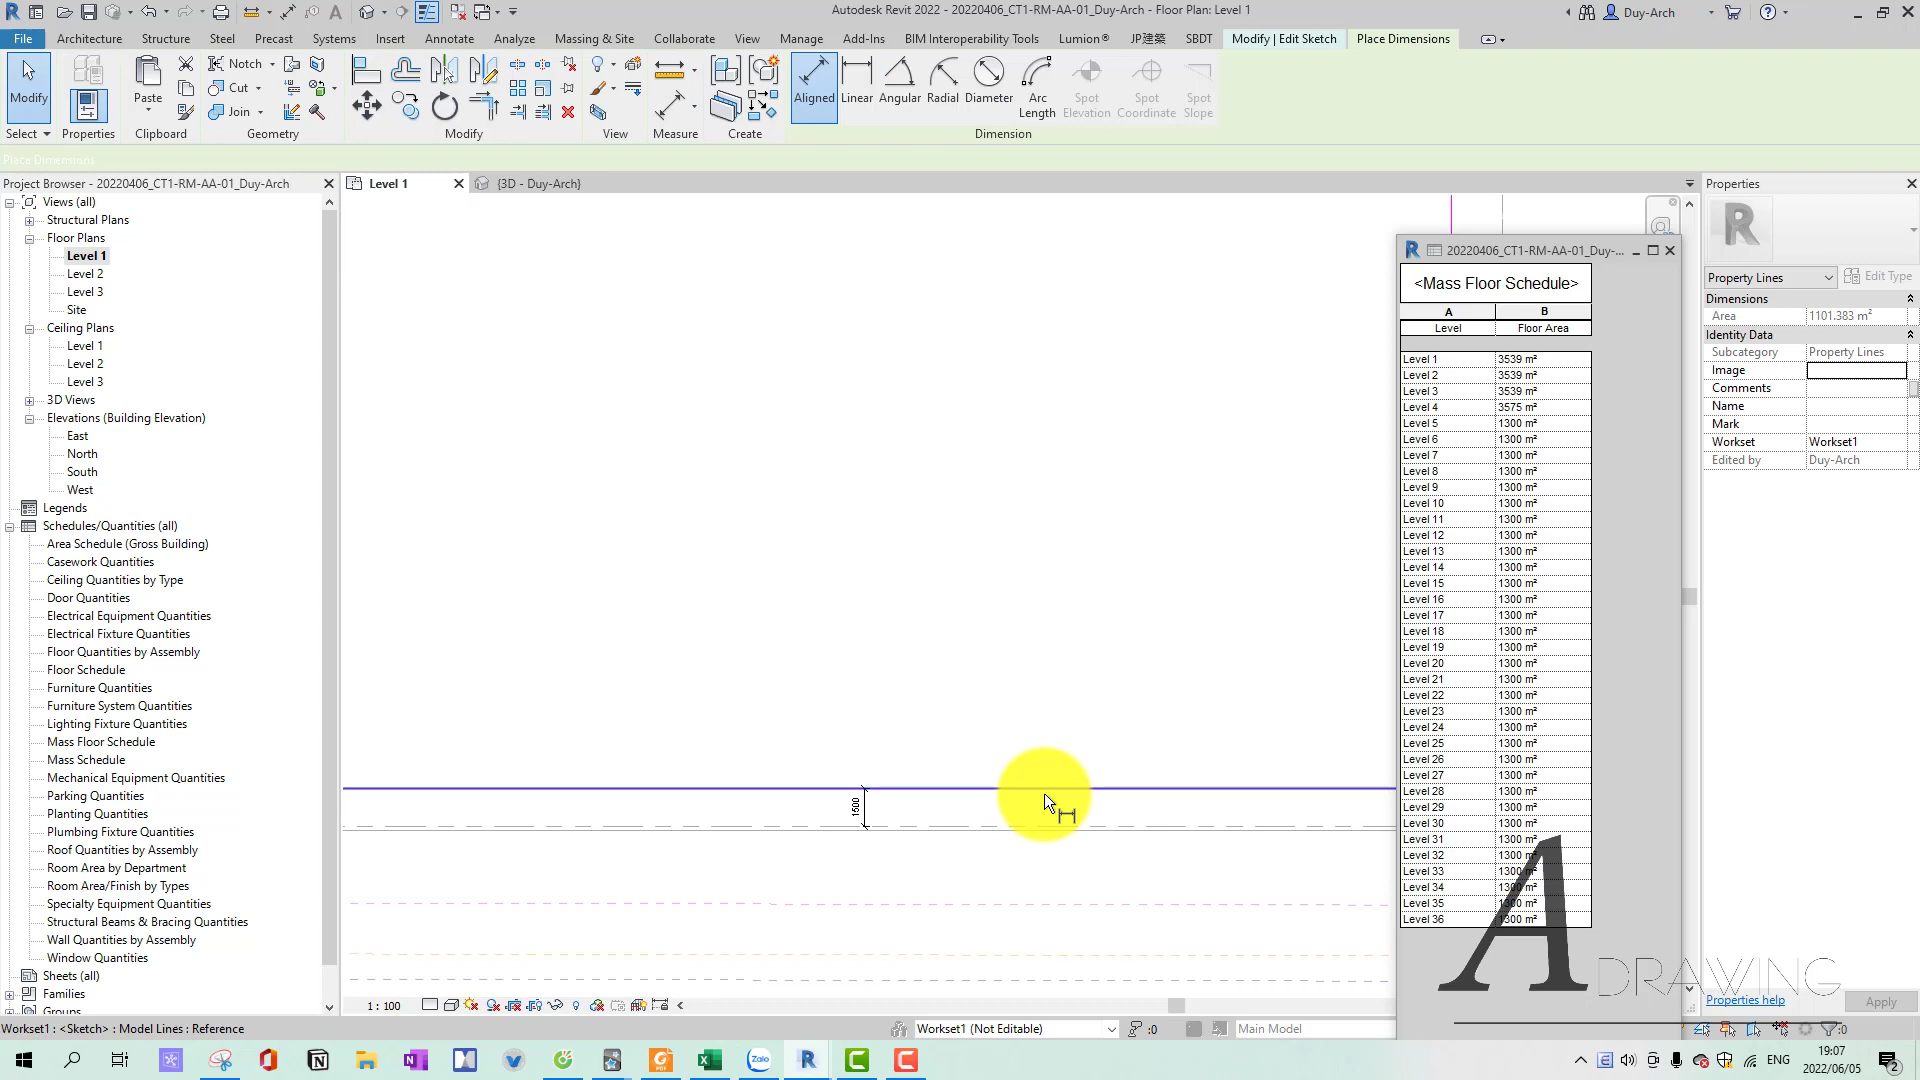 Autodesk Revit 2022 - 20220406_CT1-RM-AA-01_Duy-Arch - Floor Plan: Level 1
Duy-Arch
File Architecture Structure Steel Precast Systems Insert Annotate Analyze Massing & Site Collaborate View Manage Add-Ins BIM Interoperability Tools Lumion® JP建築 SBDT Modify | Edit Sketch Place Dimensions
Modify Paste Notch Cut Join Aligned Linear Angular Radial Diameter Arc Length Spot Elevation Spot Coordinate Spot Slope
Select Properties Clipboard Geometry Modify View Measure Create Dimension
Place Dimensions
Project Browser - 20220406_CT1-RM-AA-01_Duy-Arch
Views (all)
Structural Plans
Floor Plans
Level 1
Level 2
Level 3
Site
Ceiling Plans
Level 1
Level 2
Level 3
3D Views
Elevations (Building Elevation)
East
North
South
West
Legends
Schedules/Quantities (all)
Area Schedule (Gross Building)
Casework Quantities
Ceiling Quantities by Type
Door Quantities
Electrical Equipment Quantities
Electrical Fixture Quantities
Floor Quantities by Assembly
Floor Schedule
Furniture Quantities
Furniture System Quantities
Lighting Fixture Quantities
Mass Floor Schedule
Mass Schedule
Mechanical Equipment Quantities
Parking Quantities
Planting Quantities
Plumbing Fixture Quantities
Roof Quantities by Assembly
Room Area by Department
Room Area/Finish by Types
Specialty Equipment Quantities
Structural Beams & Bracing Quantities
Wall Quantities by Assembly
Window Quantities
Sheets (all)
Families
Groups
Level 1
{3D - Duy-Arch}
1500
20220406_CT1-RM-AA-01_Duy-...
<Mass Floor Schedule>
A B
Level Floor Area
Level 1 3539 m²
Level 2 3539 m²
Level 3 3539 m²
Level 4 3575 m²
Level 5 1300 m²
Level 6 1300 m²
Level 7 1300 m²
Level 8 1300 m²
Level 9 1300 m²
Level 10 1300 m²
Level 11 1300 m²
Level 12 1300 m²
Level 13 1300 m²
Level 14 1300 m²
Level 15 1300 m²
Level 16 1300 m²
Level 17 1300 m²
Level 18 1300 m²
Level 19 1300 m²
Level 20 1300 m²
Level 21 1300 m²
Level 22 1300 m²
Level 23 1300 m²
Level 24 1300 m²
Level 25 1300 m²
Level 26 1300 m²
Level 27 1300 m²
Level 28 1300 m²
Level 29 1300 m²
Level 30 1300 m²
Level 31 1300 m²
Level 32 1300 m²
Level 33 1300 m²
Level 34 1300 m²
Level 35 1300 m²
Level 36 1300 m²
Properties
Property Lines
Edit Type
Dimensions
Area 1101.383 m²
Identity Data
Subcategory Property Lines
Image
Comments
Name
Mark
Workset Workset1
Edited by Duy-Arch
A DRAWING
Properties help
Apply
1 : 100
Workset1 : <Sketch> : Model Lines : Reference
Workset1 (Not Editable)
:0
Main Model
:0
Zalo
ENG
19:07
2022/06/05
2